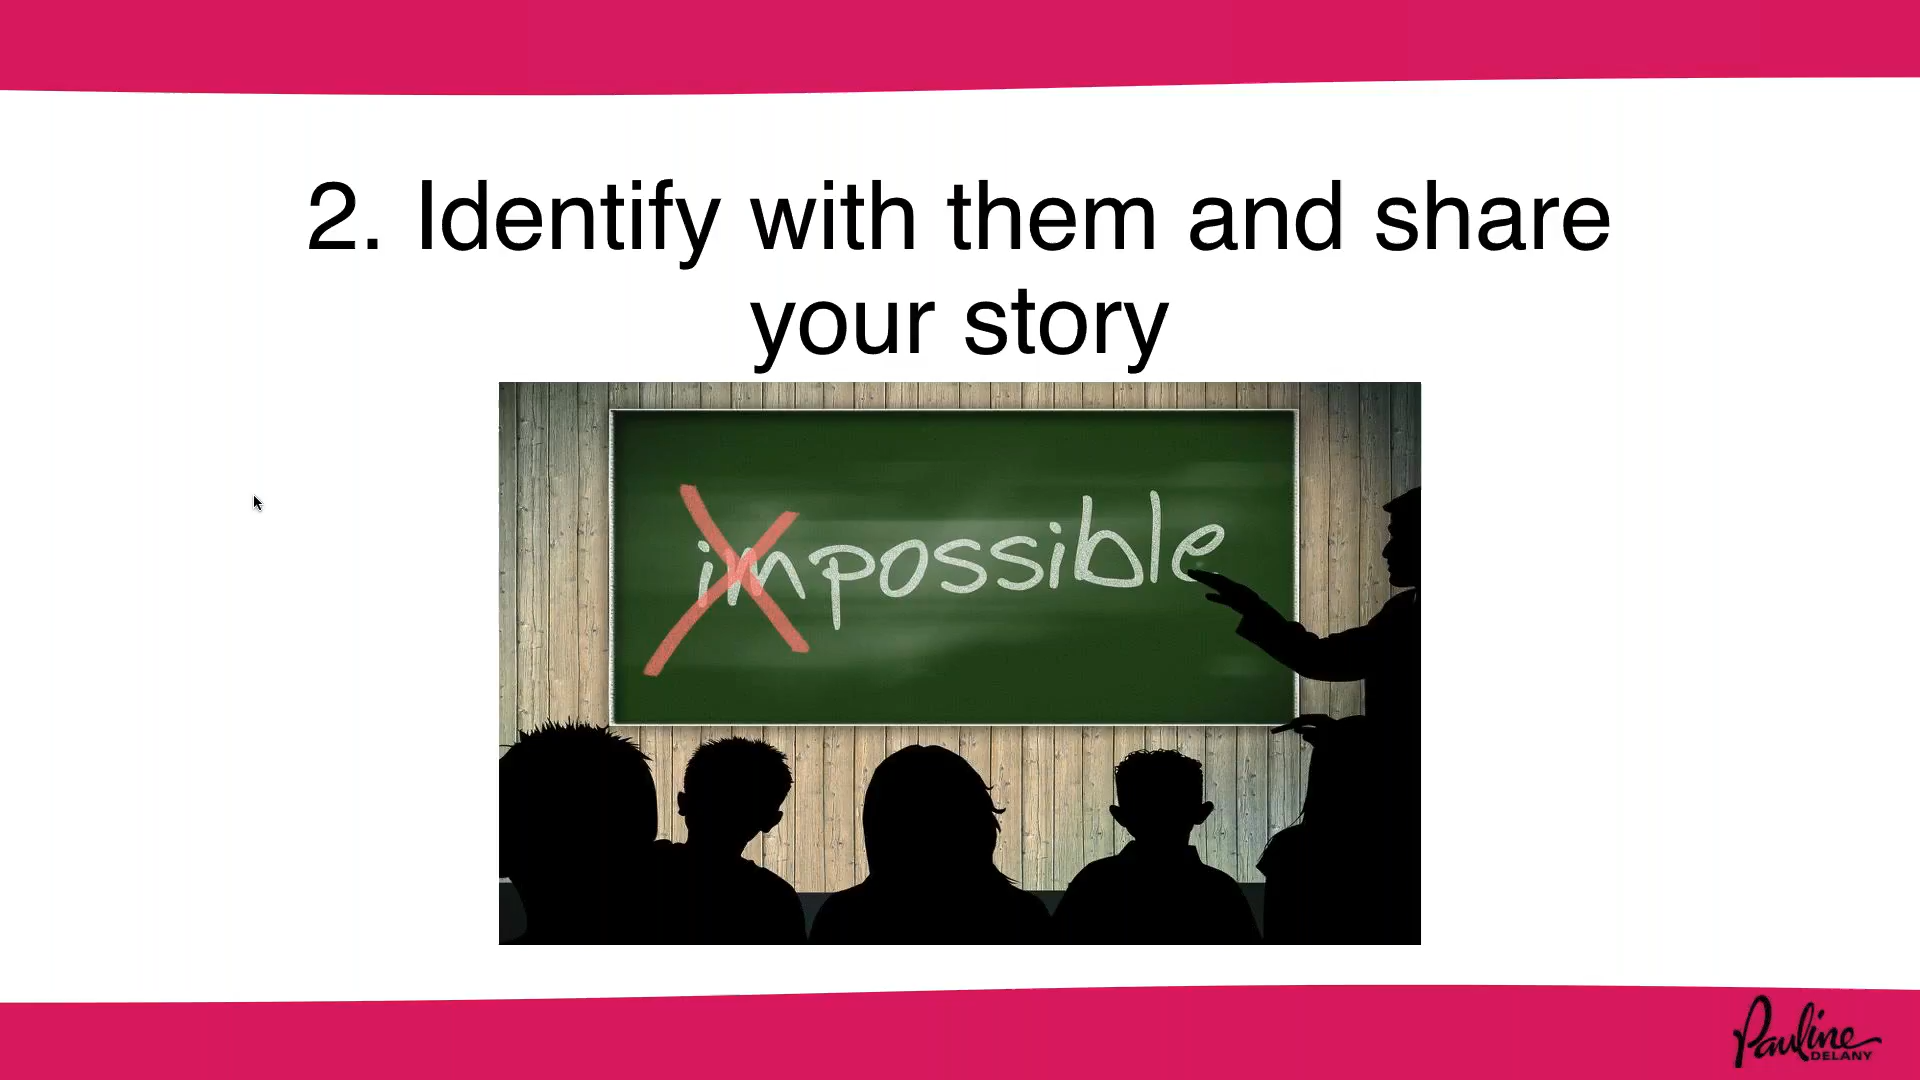 2. Identify with them and share
your story
impossible
Pauline
DELANY